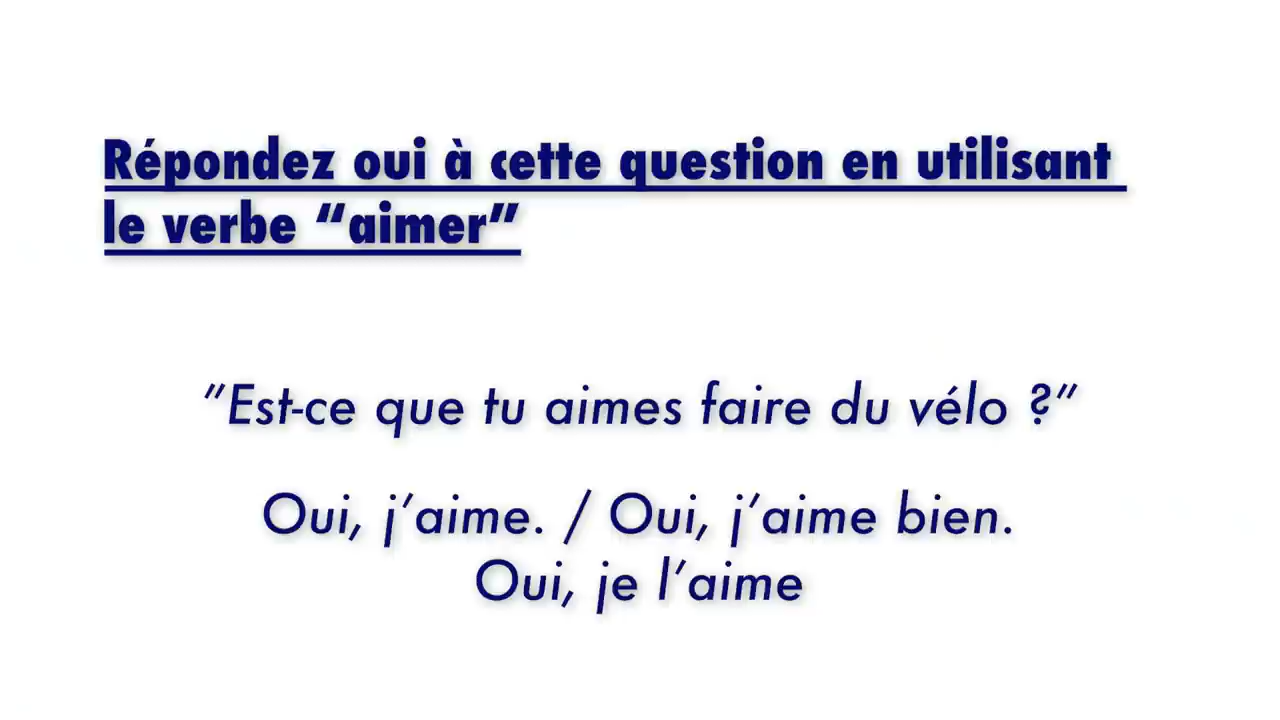 Répondez oui à cette question en utilisant
le verbe “aimer”
”Est-ce que tu aimes faire du vélo ?”
Oui, j’aime. / Oui, j’aime bien.
Oui, je l’aime